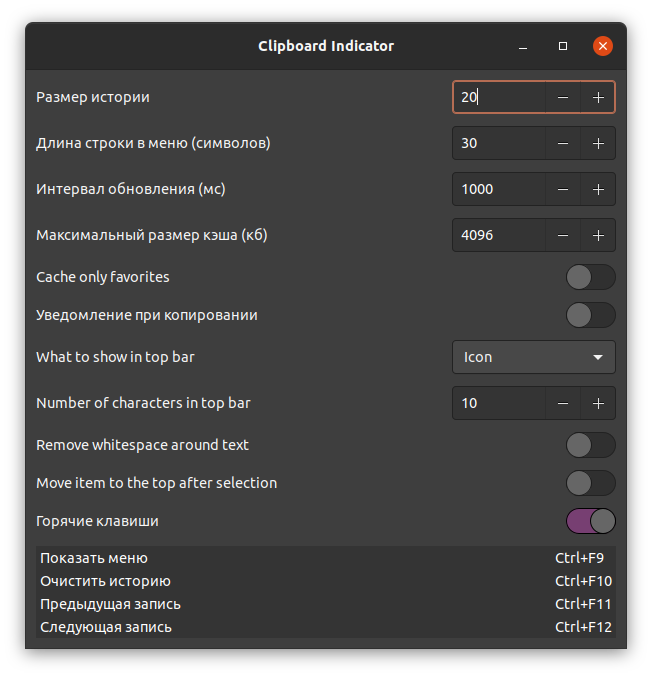 Clipboard Indicator
Размер истории 20
Длина строки в меню (символов) 30
Интервал обновления (мс) 1000
Максимальный размер кэша (кб) 4096
Cache only favorites
Уведомление при копировании
What to show in top bar Icon
Number of characters in top bar 10
Remove whitespace around text
Move item to the top after selection
Горячие клавиши
Показать меню Ctrl+F9
Очистить историю Ctrl+F10
Предыдущая запись Ctrl+F11
Следующая запись Ctrl+F12